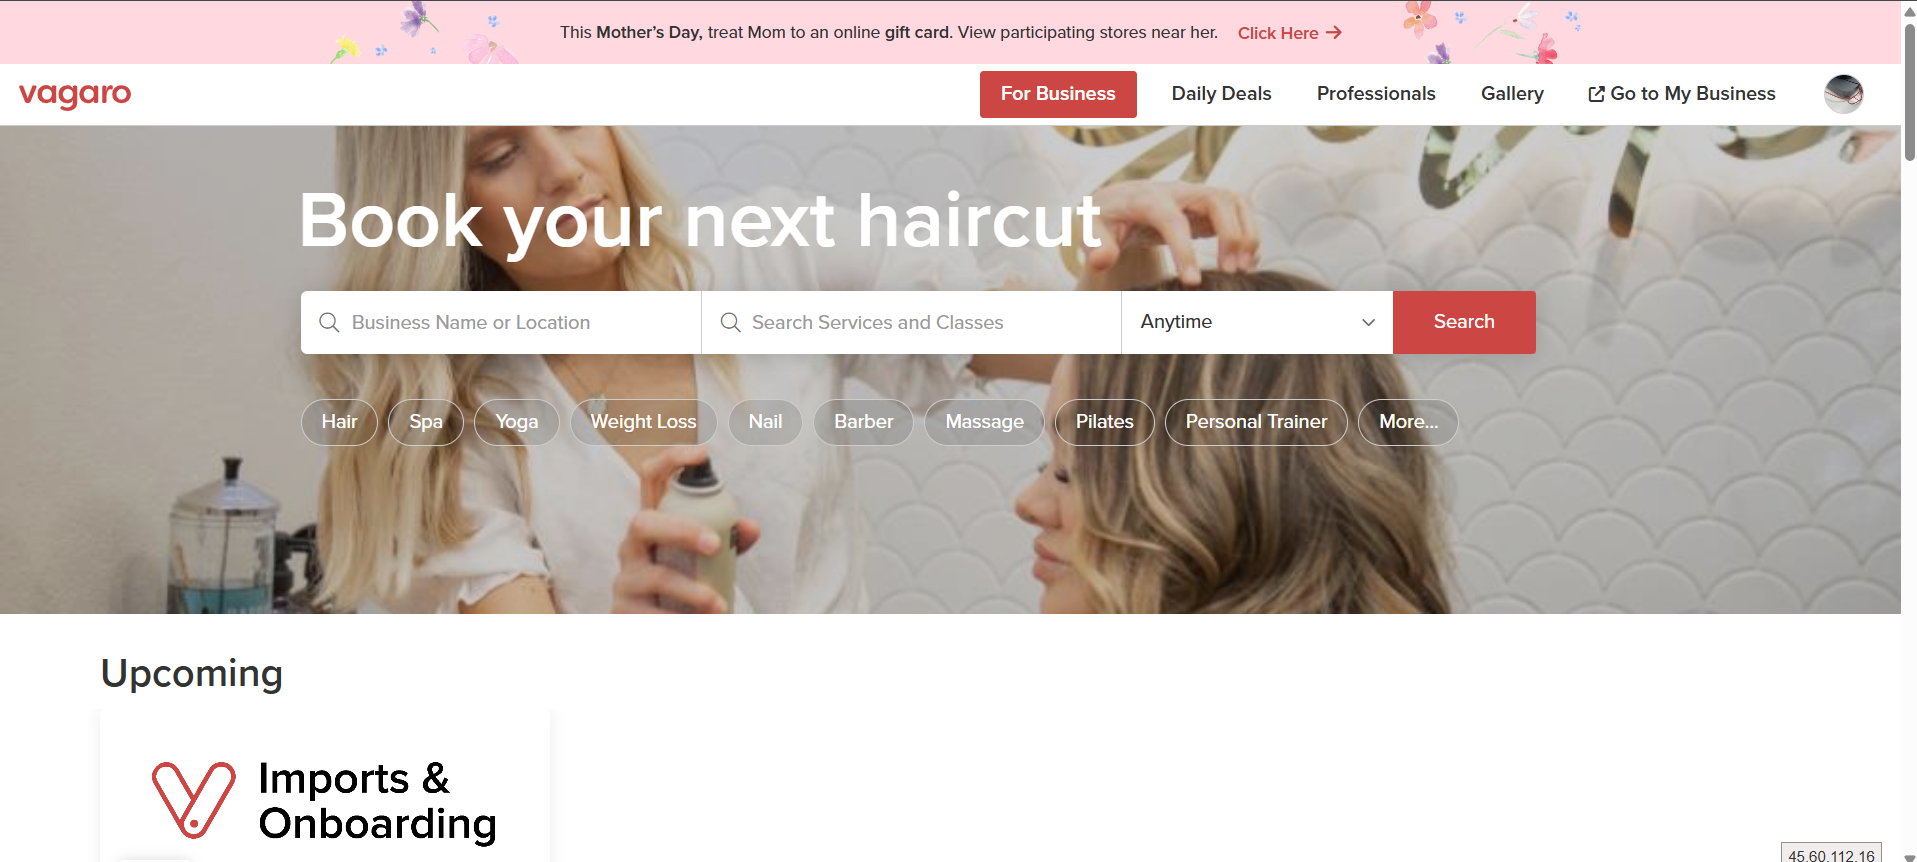 This Mother's Day, treat Mom to an online gift card. View participating stores near her. Click Here →
vagaro
For Business
Daily Deals
Professionals
Gallery
Go to My Business
Book your next haircut
Business Name or Location
Search Services and Classes
Anytime
Search
Hair
Spa
Yoga
Weight Loss
Nail
Barber
Massage
Pilates
Personal Trainer
More...
Upcoming
Imports &
Onboarding
45.60.112.16